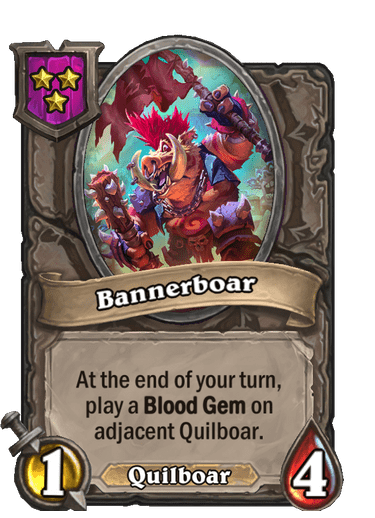 Bannerboar
At the end of your turn,
play a Blood Gem on
adjacent Quilboar.
1
Quilboar
4